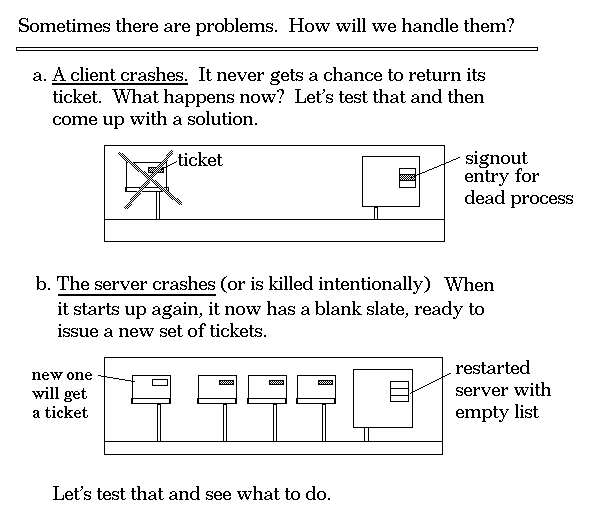 Sometimes there are problems.  How will we handle them?
a. A client crashes.  It never gets a chance to return its
ticket.  What happens now?  Let's test that and then
come up with a solution.
ticket
signout
entry for
dead process
b. The server crashes (or is killed intentionally)  When
it starts up again, it now has a blank slate, ready to
issue a new set of tickets.
new one
will get
a ticket
restarted
server with
empty list
Let's test that and see what to do.